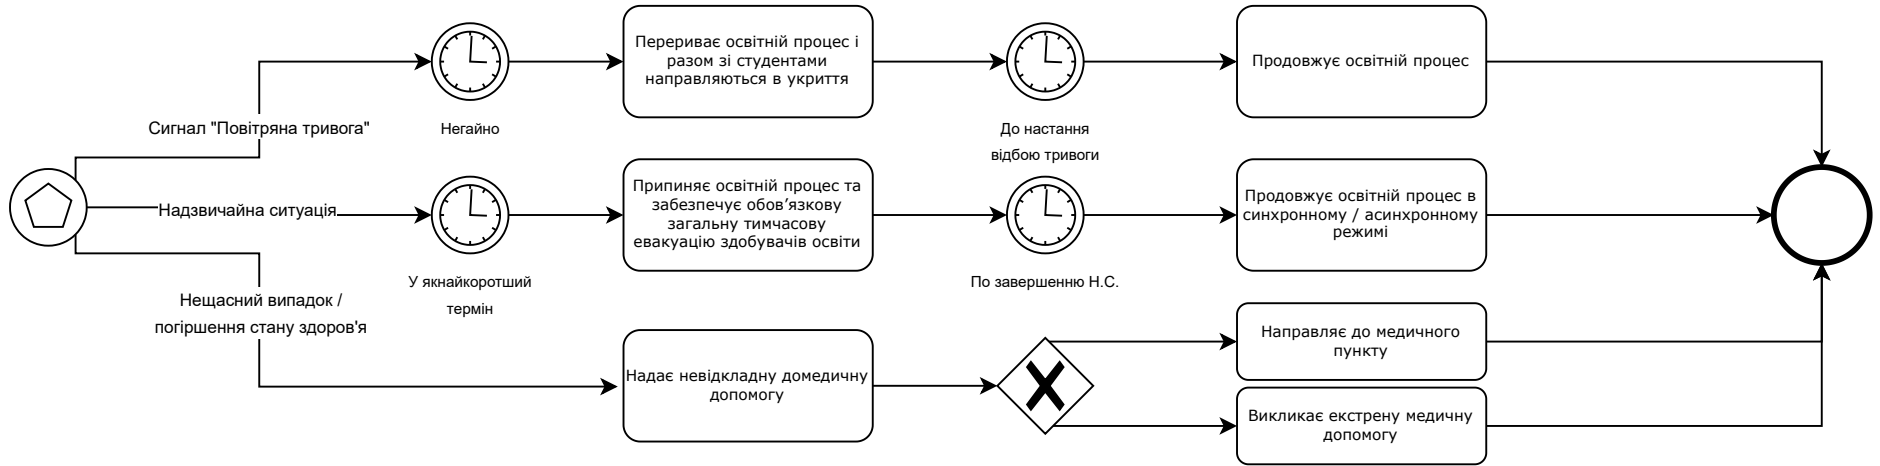 Перериває освітній процес і
разом зі студентами
направляються в укриття
Продовжує освітній процес
Сигнал "Повітряна тривога"
Негайно
До настання
відбою тривоги
Надзвичайна ситуація
Припиняє освітній процес та
забезпечує обов’язкову
загальну тимчасову
евакуацію здобувачів освіти
Продовжує освітній процес в
синхронному / асинхронному
режимі
У якнайкоротший
термін
По завершенню Н.С.
Нещасний випадок /
погіршення стану здоров'я
Надає невідкладну домедичну
допомогу
Направляє до медичного
пункту
Викликає екстрену медичну
допомогу